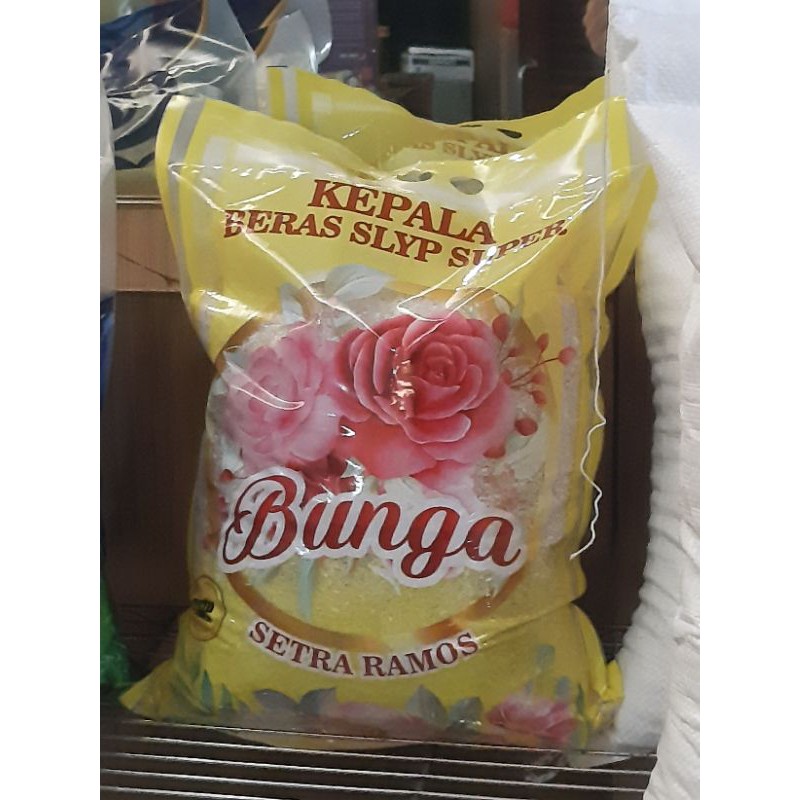 KEPALA
BERAS SLYP SUPER
Bunga
SETRA RAMOS